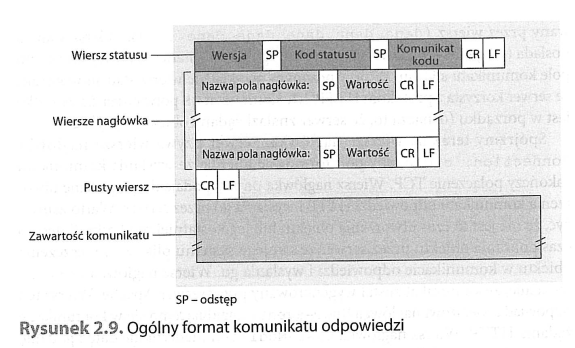 Wiersz statusu
Wersja SP Kod statusu SP Komunikat kodu CR LF
Nazwa pola nagłówka: SP Wartość CR LF
Wiersze nagłówka
Nazwa pola nagłówka: SP Wartość CR LF
Pusty wiersz
CR LF
Zawartość komunikatu
SP – odstęp
Rysunek 2.9. Ogólny format komunikatu odpowiedzi